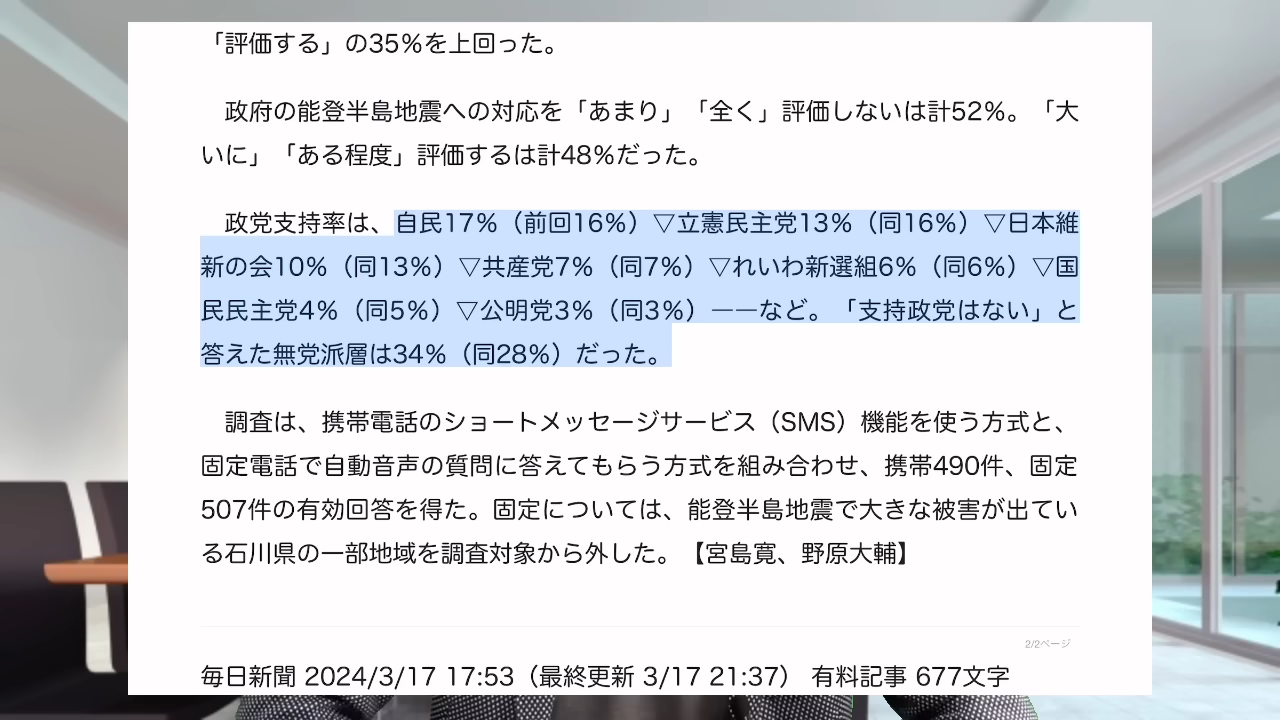 「評価する」の35%を上回った。
政府の能登半島地震への対応を「あまり」「全く」評価しないは計52%。「大
いに」「ある程度」評価するは計48%だった。
政党支持率は、自民17%（前回16%）▽立憲民主党13%（同16%）▽日本維
新の会10%（同13%）▽共産党7%（同7%）▽れいわ新選組6%（同6%）▽国
民民主党4%（同5%）▽公明党3%（同3%）――など。「支持政党はない」と
答えた無党派層は34%（同28%）だった。
調査は、携帯電話のショートメッセージサービス（SMS）機能を使う方式と、
固定電話で自動音声の質問に答えてもらう方式を組み合わせ、携帯490件、固定
507件の有効回答を得た。固定については、能登半島地震で大きな被害が出てい
る石川県の一部地域を調査対象から外した。【宮島寛、野原大輔】
2/2ページ
毎日新聞 2024/3/17 17:53（最終更新 3/17 21:37） 有料記事 677文字